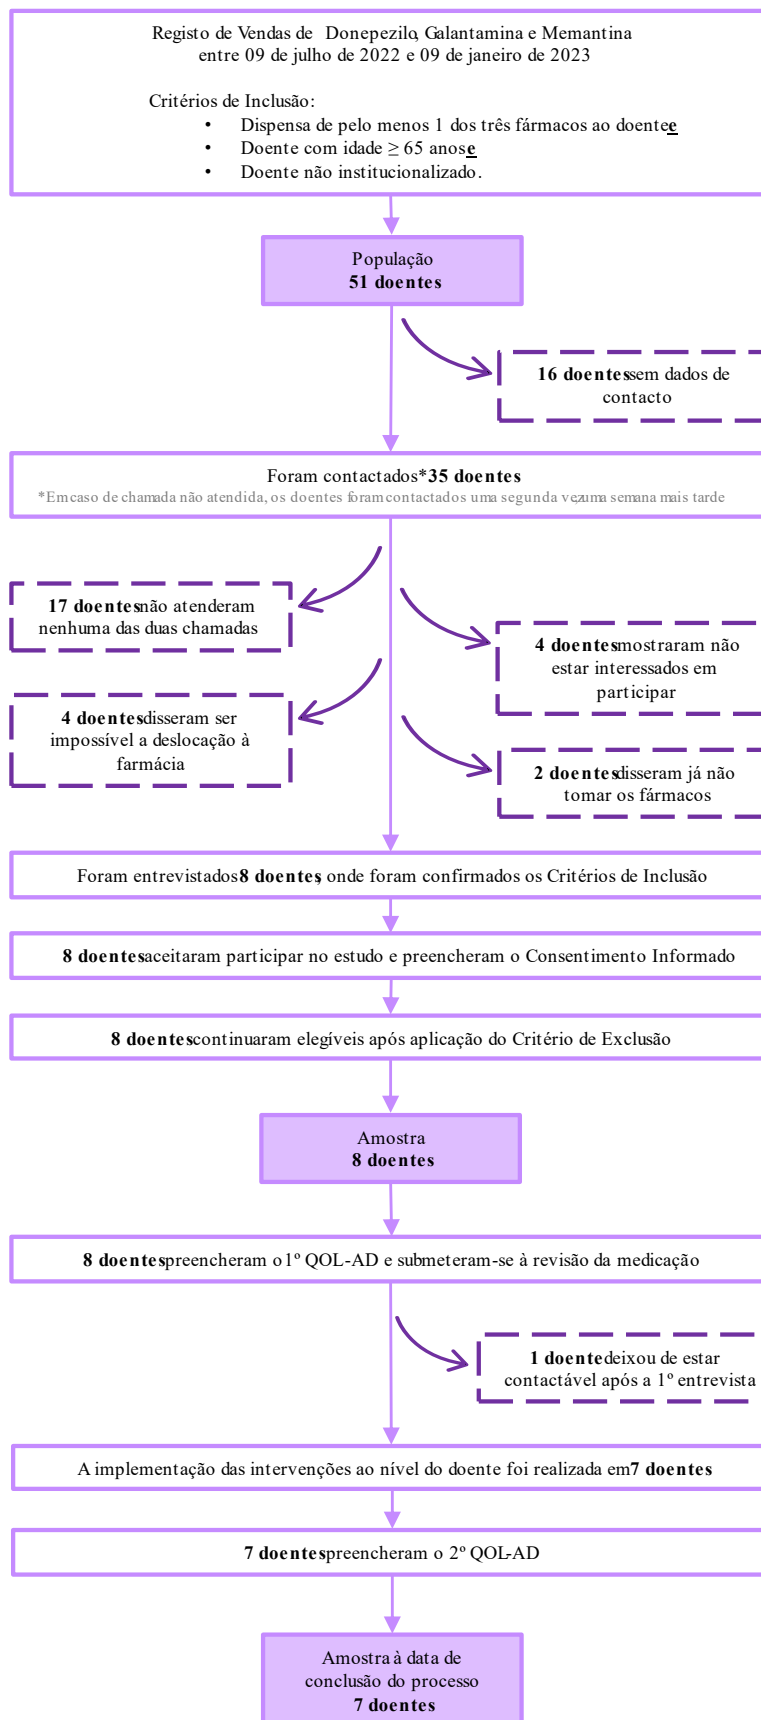 Registo de Vendas de Donepezilo, Galantamina e Memantina
entre 09 de julho de 2022 e 09 de janeiro de 2023
Critérios de Inclusão:
• Dispensa de pelo menos 1 dos três fármacos ao doente e
• Doente com idade ≥ 65 anos e
• Doente não institucionalizado.
População
51 doentes
16 doentes sem dados de
contacto
Foram contactados* 35 doentes
*Em caso de chamada não atendida, os doentes foram contactados uma segunda vez, uma semana mais tarde
17 doentes não atenderam
nenhuma das duas chamadas
4 doentes mostraram não
estar interessados em
participar
4 doentes disseram ser
impossível a deslocação à
farmácia
2 doentes disseram já não
tomar os fármacos
Foram entrevistados 8 doentes, onde foram confirmados os Critérios de Inclusão
8 doentes aceitaram participar no estudo e preencheram o Consentimento Informado
8 doentes continuaram elegíveis após aplicação do Critério de Exclusão
Amostra
8 doentes
8 doentes preencheram o 1º QOL-AD e submeteram-se à revisão da medicação
1 doente deixou de estar
contactável após a 1º entrevista
A implementação das intervenções ao nível do doente foi realizada em 7 doentes
7 doentes preencheram o 2º QOL-AD
Amostra à data de
conclusão do processo
7 doentes